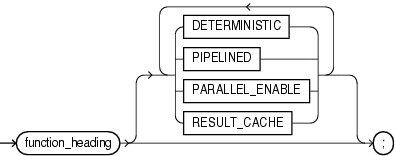 DETERMINISTIC
PIPELINED
PARALLEL_ENABLE
RESULT_CACHE
function_heading
;